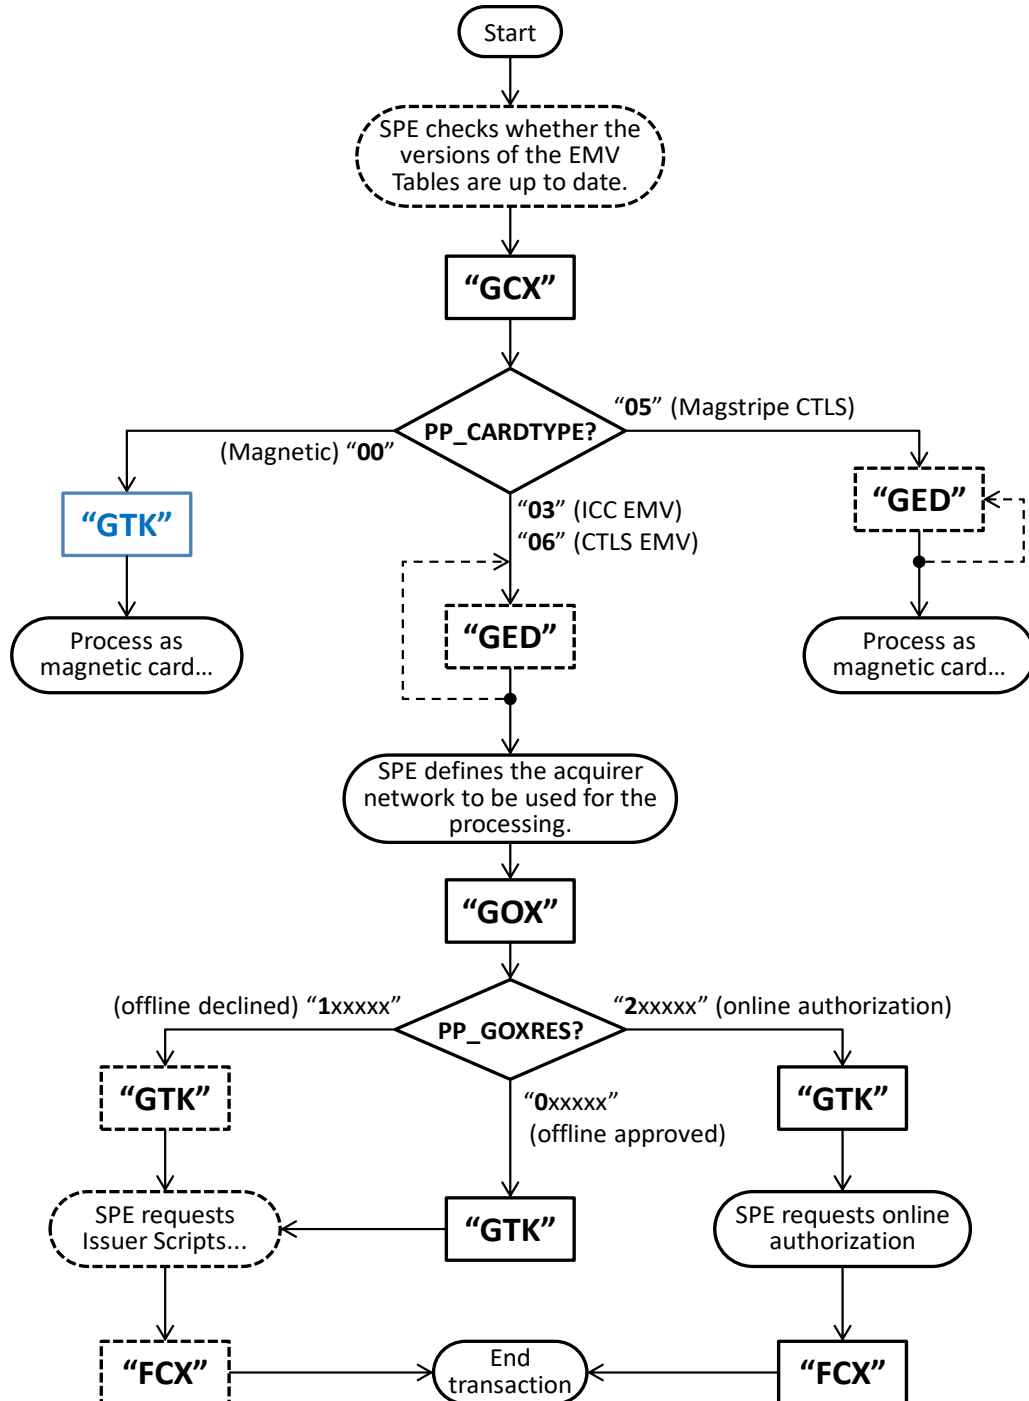 Start
SPE checks whether the
versions of the EMV
Tables are up to date.
“GCX”
PP_CARDTYPE?
“05” (Magstripe CTLS)
(Magnetic) “00”
“03” (ICC EMV)
“06” (CTLS EMV)
“GTK”
“GED”
“GED”
Process as
magnetic card...
Process as
magnetic card...
SPE defines the acquirer
network to be used for the
processing.
“GOX”
PP_GOXRES?
(offline declined) “1xxxxx”
“2xxxxx” (online authorization)
“0xxxxx”
(offline approved)
“GTK”
“GTK”
SPE requests
Issuer Scripts...
“GTK”
SPE requests online
authorization
“FCX”
End
transaction
“FCX”